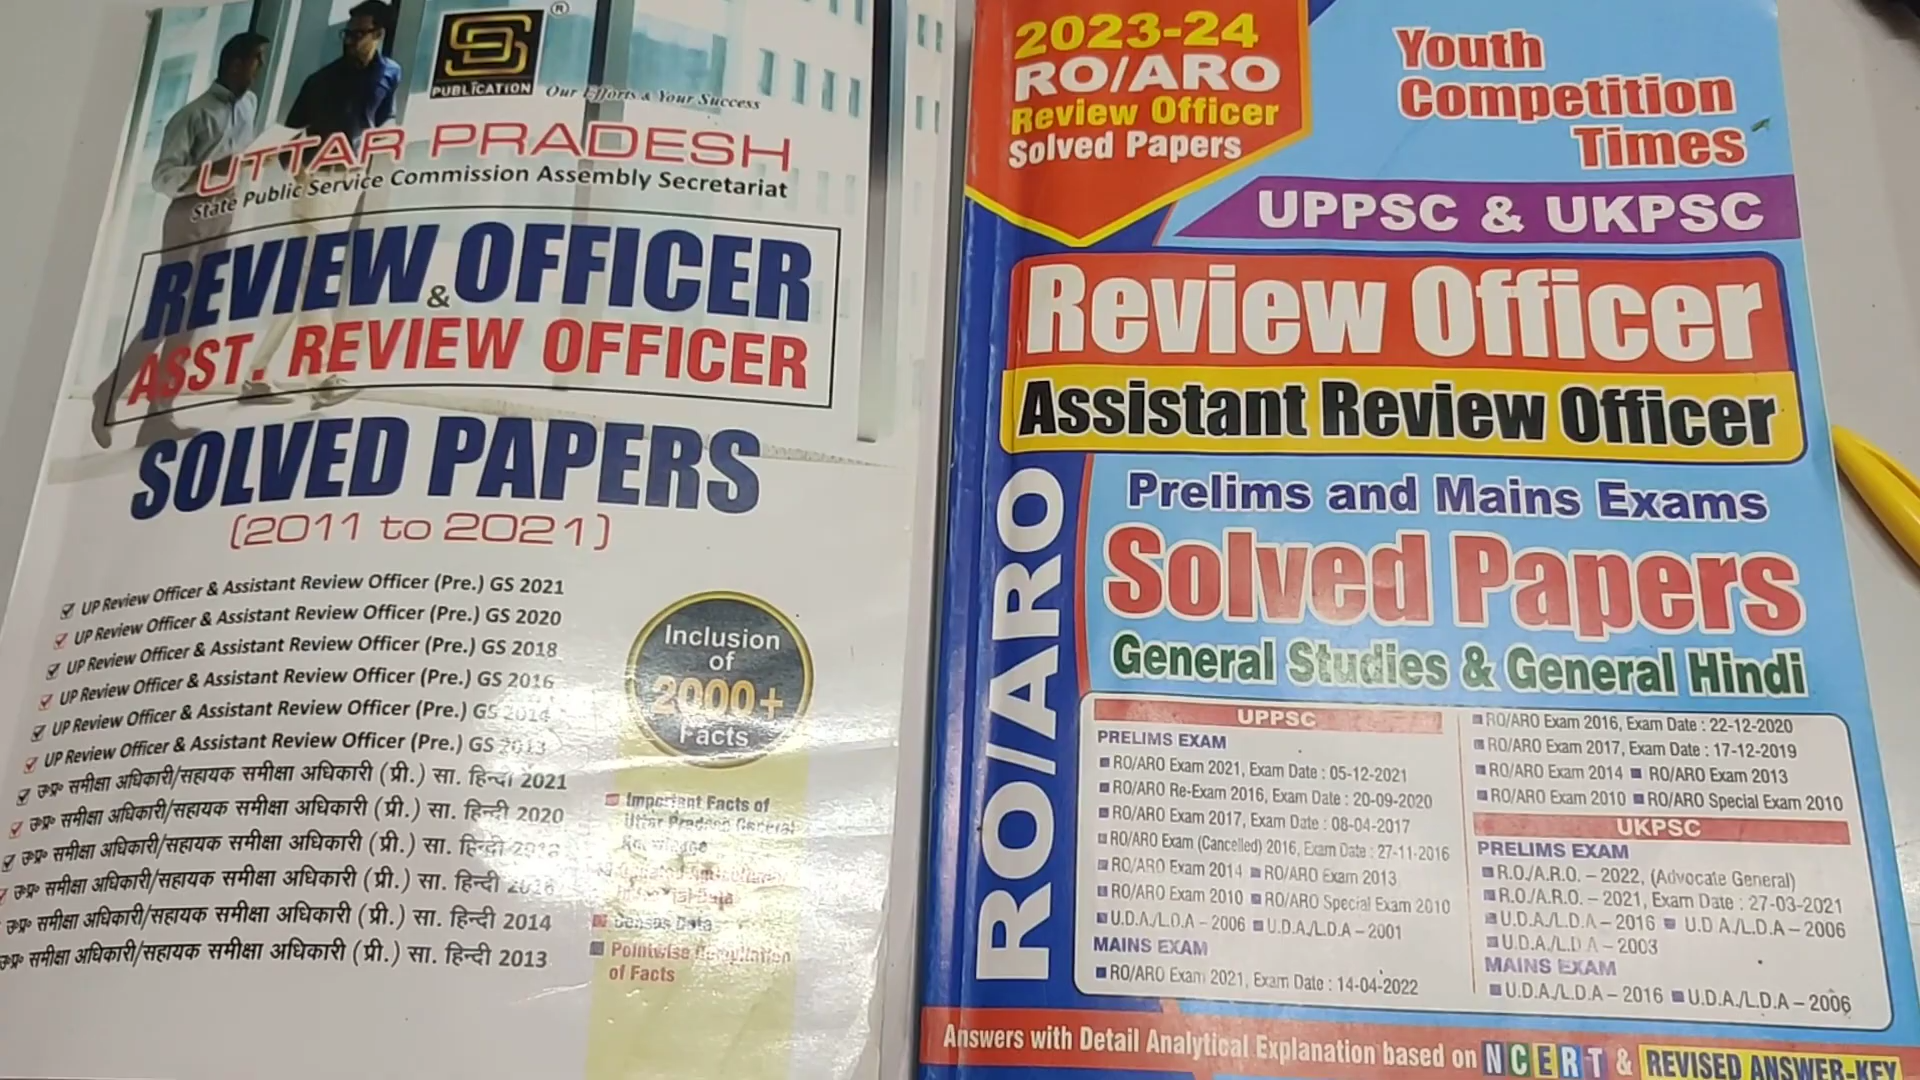 SD
PUBLICATION
Our Efforts & Your Success
UTTAR PRADESH
State Public Service Commission Assembly Secretariat
REVIEW OFFICER
&
ASST. REVIEW OFFICER
SOLVED PAPERS
(2011 to 2021)
UP Review Officer & Assistant Review Officer (Pre.) GS 2021
UP Review Officer & Assistant Review Officer (Pre.) GS 2020
UP Review Officer & Assistant Review Officer (Pre.) GS 2018
UP Review Officer & Assistant Review Officer (Pre.) GS 2016
UP Review Officer & Assistant Review Officer (Pre.) GS 2014
UP Review Officer & Assistant Review Officer (Pre.) GS 2013
उ०प्र० समीक्षा अधिकारी/सहायक समीक्षा अधिकारी (प्री.) सा. हिन्दी 2021
उ०प्र० समीक्षा अधिकारी/सहायक समीक्षा अधिकारी (प्री.) सा. हिन्दी 2020
उ०प्र० समीक्षा अधिकारी/सहायक समीक्षा अधिकारी (प्री.) सा. हिन्दी
उ०प्र० समीक्षा अधिकारी/सहायक समीक्षा अधिकारी (प्री.) सा. हिन्दी 2016
उ०प्र० समीक्षा अधिकारी/सहायक समीक्षा अधिकारी (प्री.) सा. हिन्दी 2014
उ०प्र० समीक्षा अधिकारी/सहायक समीक्षा अधिकारी (प्री.) सा. हिन्दी 2013
Inclusion
of
2000+
Facts
Important Facts of
Uttar Pradesh General
Knowledge
Census Data
Pointwise Compilation
of Facts
2023-24
RO/ARO
Review Officer
Solved Papers
Youth
Competition
Times
UPPSC & UKPSC
Review Officer
Assistant Review Officer
RO/ARO
Prelims and Mains Exams
Solved Papers
General Studies & General Hindi
UPPSC
PRELIMS EXAM
RO/ARO Exam 2021, Exam Date : 05-12-2021
RO/ARO Re-Exam 2016, Exam Date : 20-09-2020
RO/ARO Exam 2017, Exam Date : 08-04-2017
RO/ARO Exam (Cancelled) 2016, Exam Date : 27-11-2016
RO/ARO Exam 2014 RO/ARO Exam 2013
RO/ARO Exam 2010 RO/ARO Special Exam 2010
U.D.A./L.D.A – 2006 U.D.A./L.D.A – 2001
MAINS EXAM
RO/ARO Exam 2021, Exam Date : 14-04-2022
RO/ARO Exam 2016, Exam Date : 22-12-2020
RO/ARO Exam 2017, Exam Date : 17-12-2019
RO/ARO Exam 2014 RO/ARO Exam 2013
RO/ARO Exam 2010 RO/ARO Special Exam 2010
UKPSC
PRELIMS EXAM
R.O./A.R.O. – 2022, (Advocate General)
R.O./A.R.O. – 2021, Exam Date : 27-03-2021
U.D.A./L.D.A – 2016 U.D.A./L.D.A – 2006
U.D.A./L.D.A – 2003
MAINS EXAM
U.D.A./L.D.A – 2016 U.D.A./L.D.A – 2006
Answers with Detail Analytical Explanation based on NCERT & REVISED ANSWER-KEY